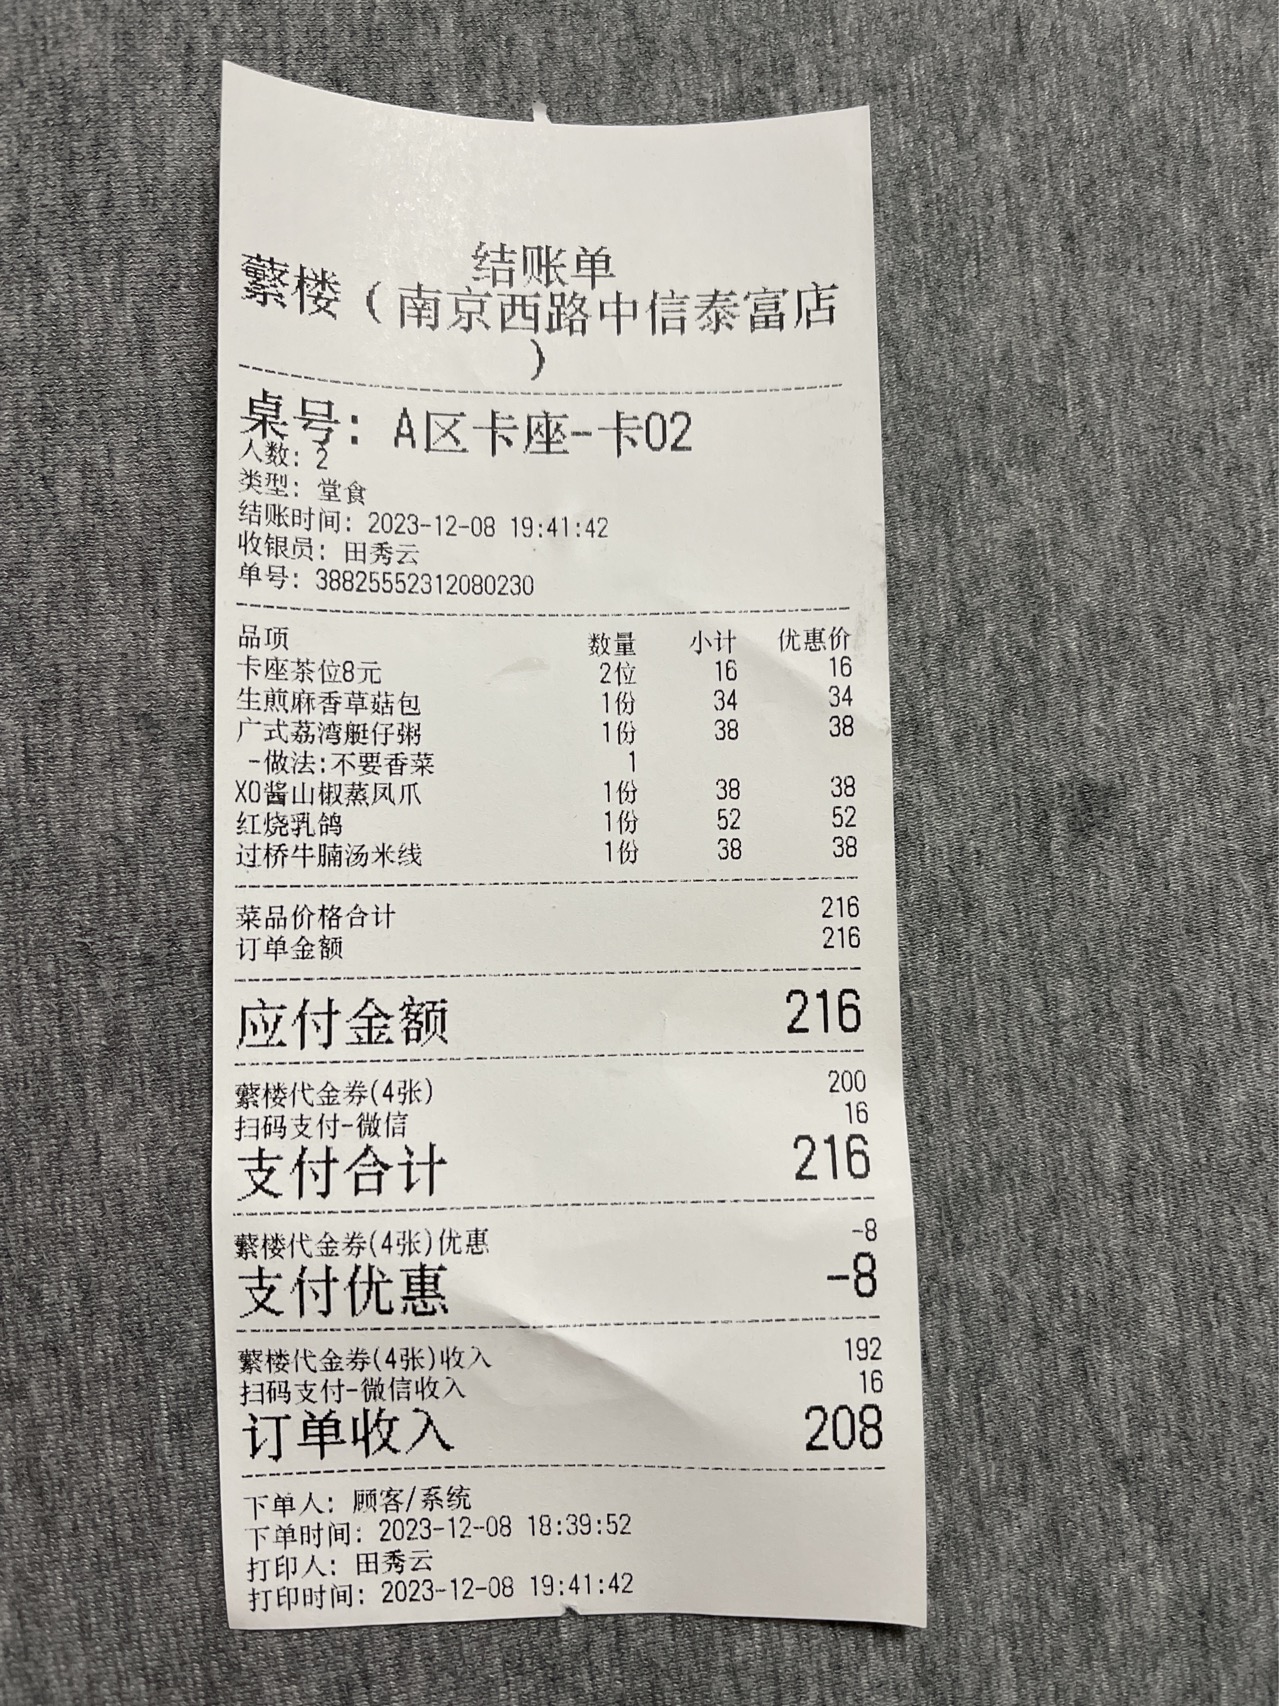 结账单
蘩楼（南京西路中信泰富店
）
桌号: A区卡座-卡02
人数: 2
类型: 堂食
结账时间: 2023-12-08 19:41:42
收银员: 田秀云
单号: 38825552312080230
品项 数量 小计 优惠价
卡座茶位8元 2位 16 16
生煎麻香草菇包 1份 34 34
广式荔湾艇仔粥 1份 38 38
-做法:不要香菜 1
XO酱山椒蒸凤爪 1份 38 38
红烧乳鸽 1份 52 52
过桥牛腩汤米线 1份 38 38
菜品价格合计 216
订单金额 216
应付金额 216
蘩楼代金券(4张) 200
扫码支付-微信 16
支付合计 216
蘩楼代金券(4张)优惠 -8
支付优惠 -8
蘩楼代金券(4张)收入 192
扫码支付-微信收入 16
订单收入 208
下单人: 顾客/系统
下单时间: 2023-12-08 18:39:52
打印人: 田秀云
打印时间: 2023-12-08 19:41:42